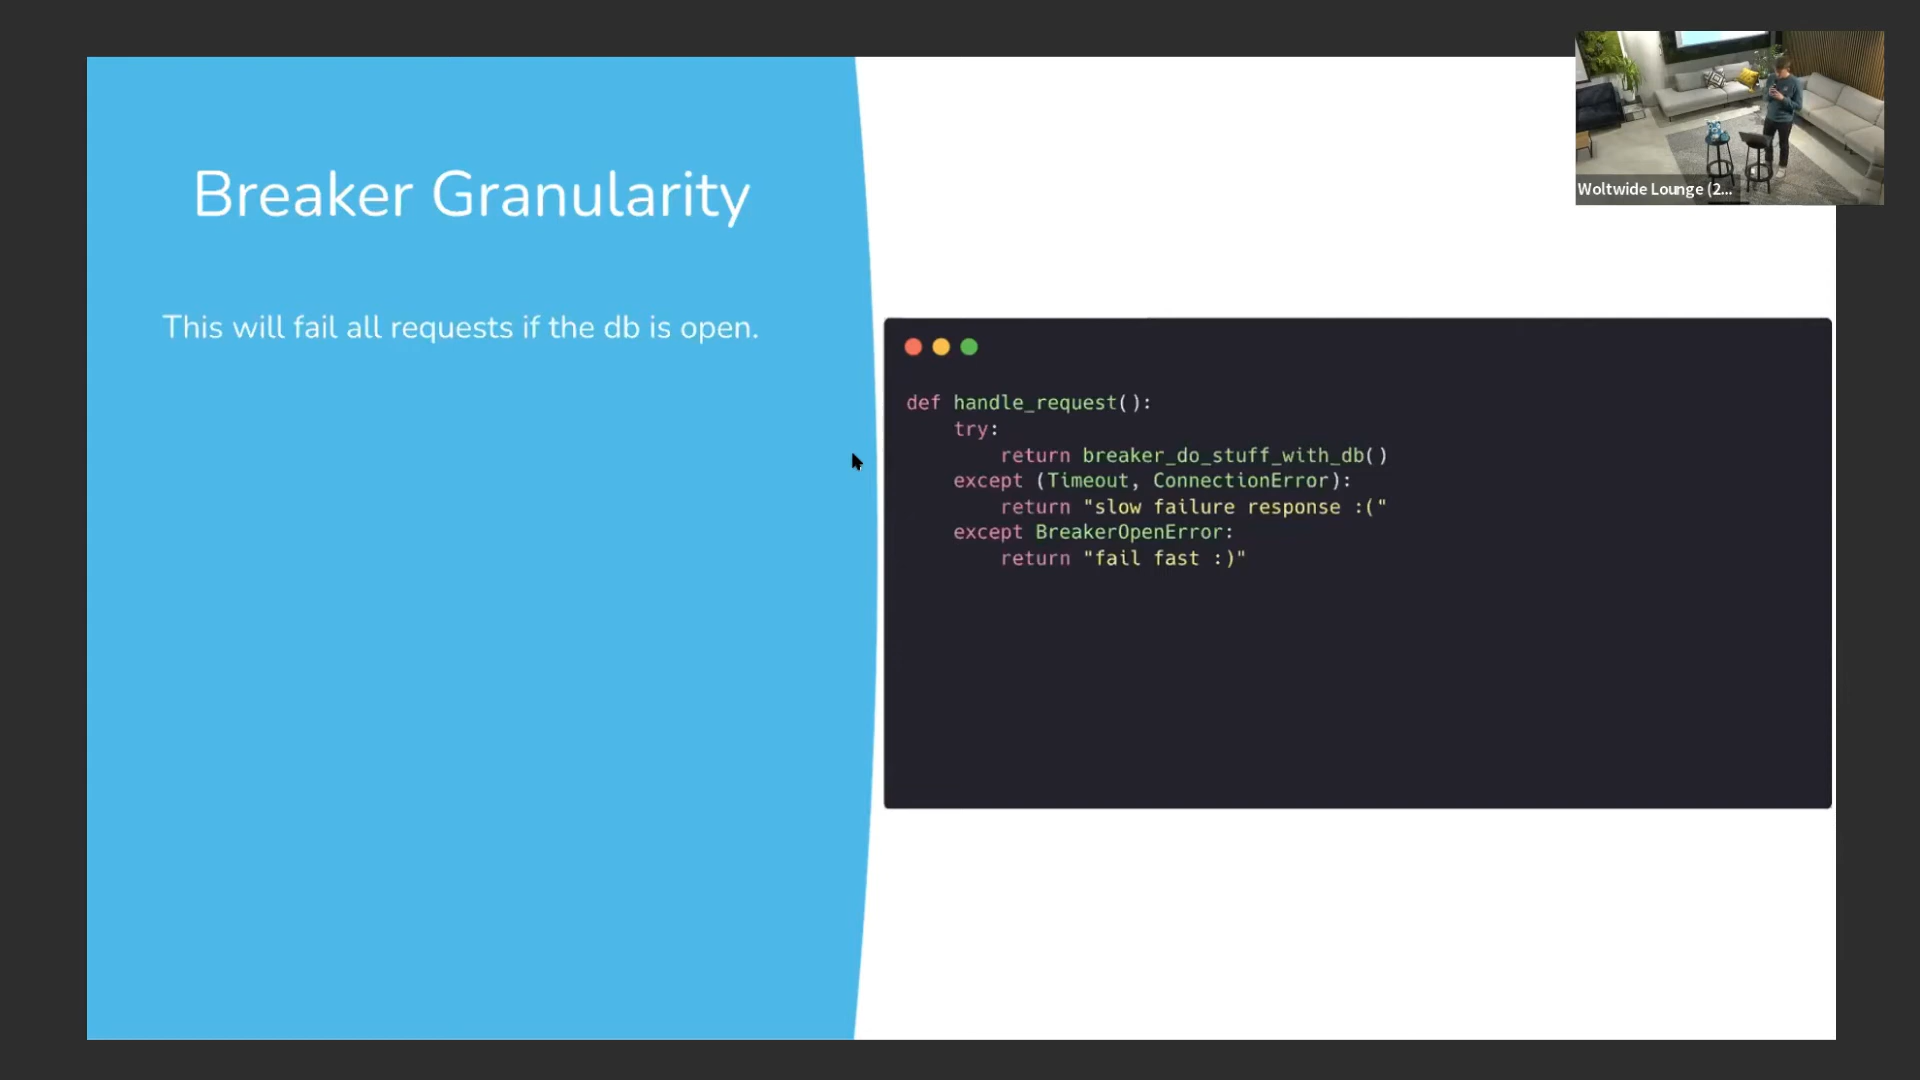 Breaker Granularity
This will fail all requests if the db is open.
def handle_request():
    try:
        return breaker_do_stuff_with_db()
    except (Timeout, ConnectionError):
        return "slow failure response :("
    except BreakerOpenError:
        return "fail fast :)"
Woltwide Lounge (2...